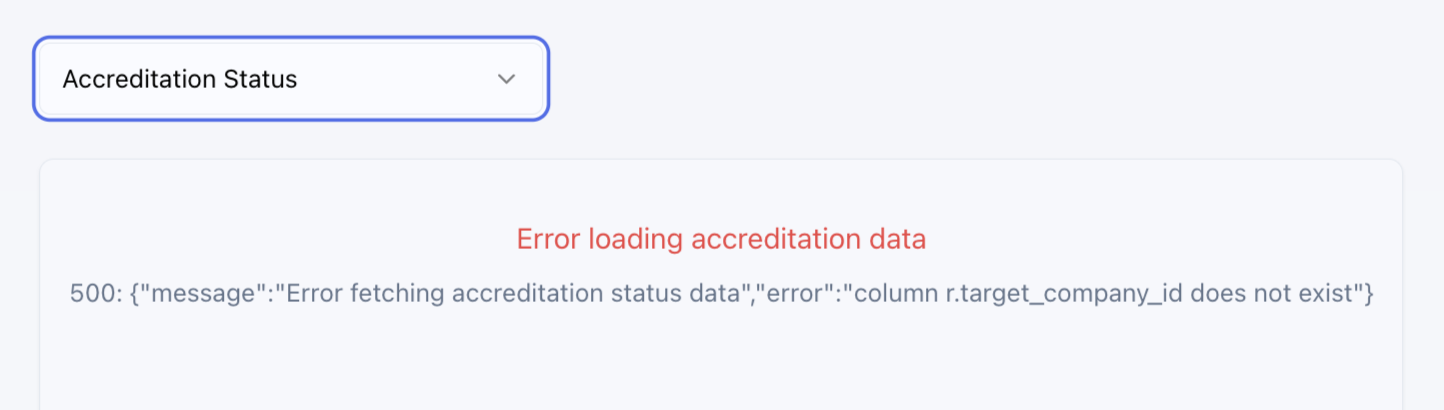 Accreditation Status
Error loading accreditation data
500: {"message":"Error fetching accreditation status data","error":"column r.target_company_id does not exist"}